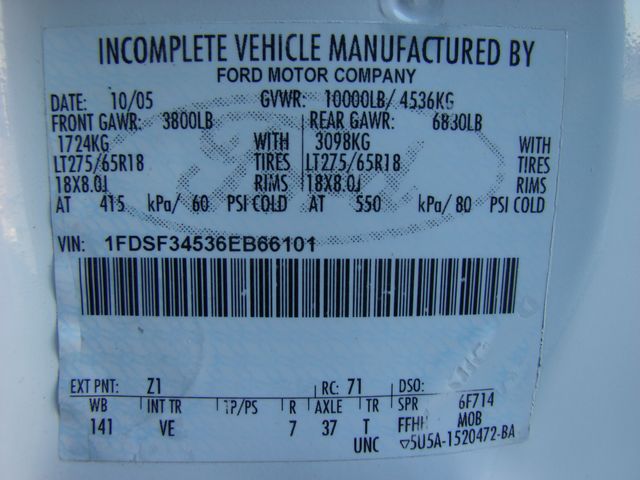 INCOMPLETE VEHICLE MANUFACTURED BY
FORD MOTOR COMPANY
DATE: 10/05 GVWR: 10000LB/ 4536KG
FRONT GAWR: 3800LB REAR GAWR: 6830LB
1724KG WITH 3098KG WITH
LT275/65R18 TIRES LT275/65R18 TIRES
18X8.0J RIMS 18X8.0J RIMS
AT 415 kPa/ 60 PSI COLD AT 550 kPa/ 80 PSI COLD
VIN: 1FDSF34536EB66101
EXT PNT: Z1 RC: 71 DSO:
WB INT TR TP/PS R AXLE TR SPR 6F714
141 VE 7 37 T FFHH MOB
UNC ▽5U5A-1520472-BA